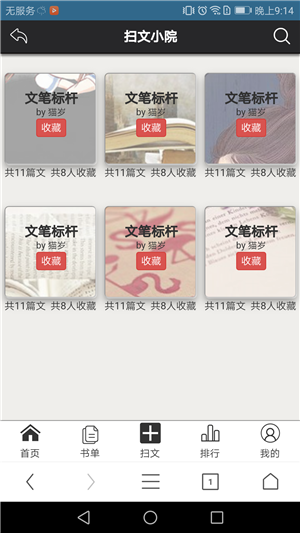 无服务 晚上9:14
扫文小院
文笔标杆 文笔标杆 文笔标杆
by 猫岁 by 猫岁 by 猫岁
收藏 收藏 收藏
共11篇文 共8人收藏 共11篇文 共8人收藏 共11篇文 共8人收藏
文笔标杆 文笔标杆 文笔标杆
by 猫岁 by 猫岁 by 猫岁
收藏 收藏 收藏
共11篇文 共8人收藏 共11篇文 共8人收藏 共11篇文 共8人收藏
首页 书单 扫文 排行 我的
1